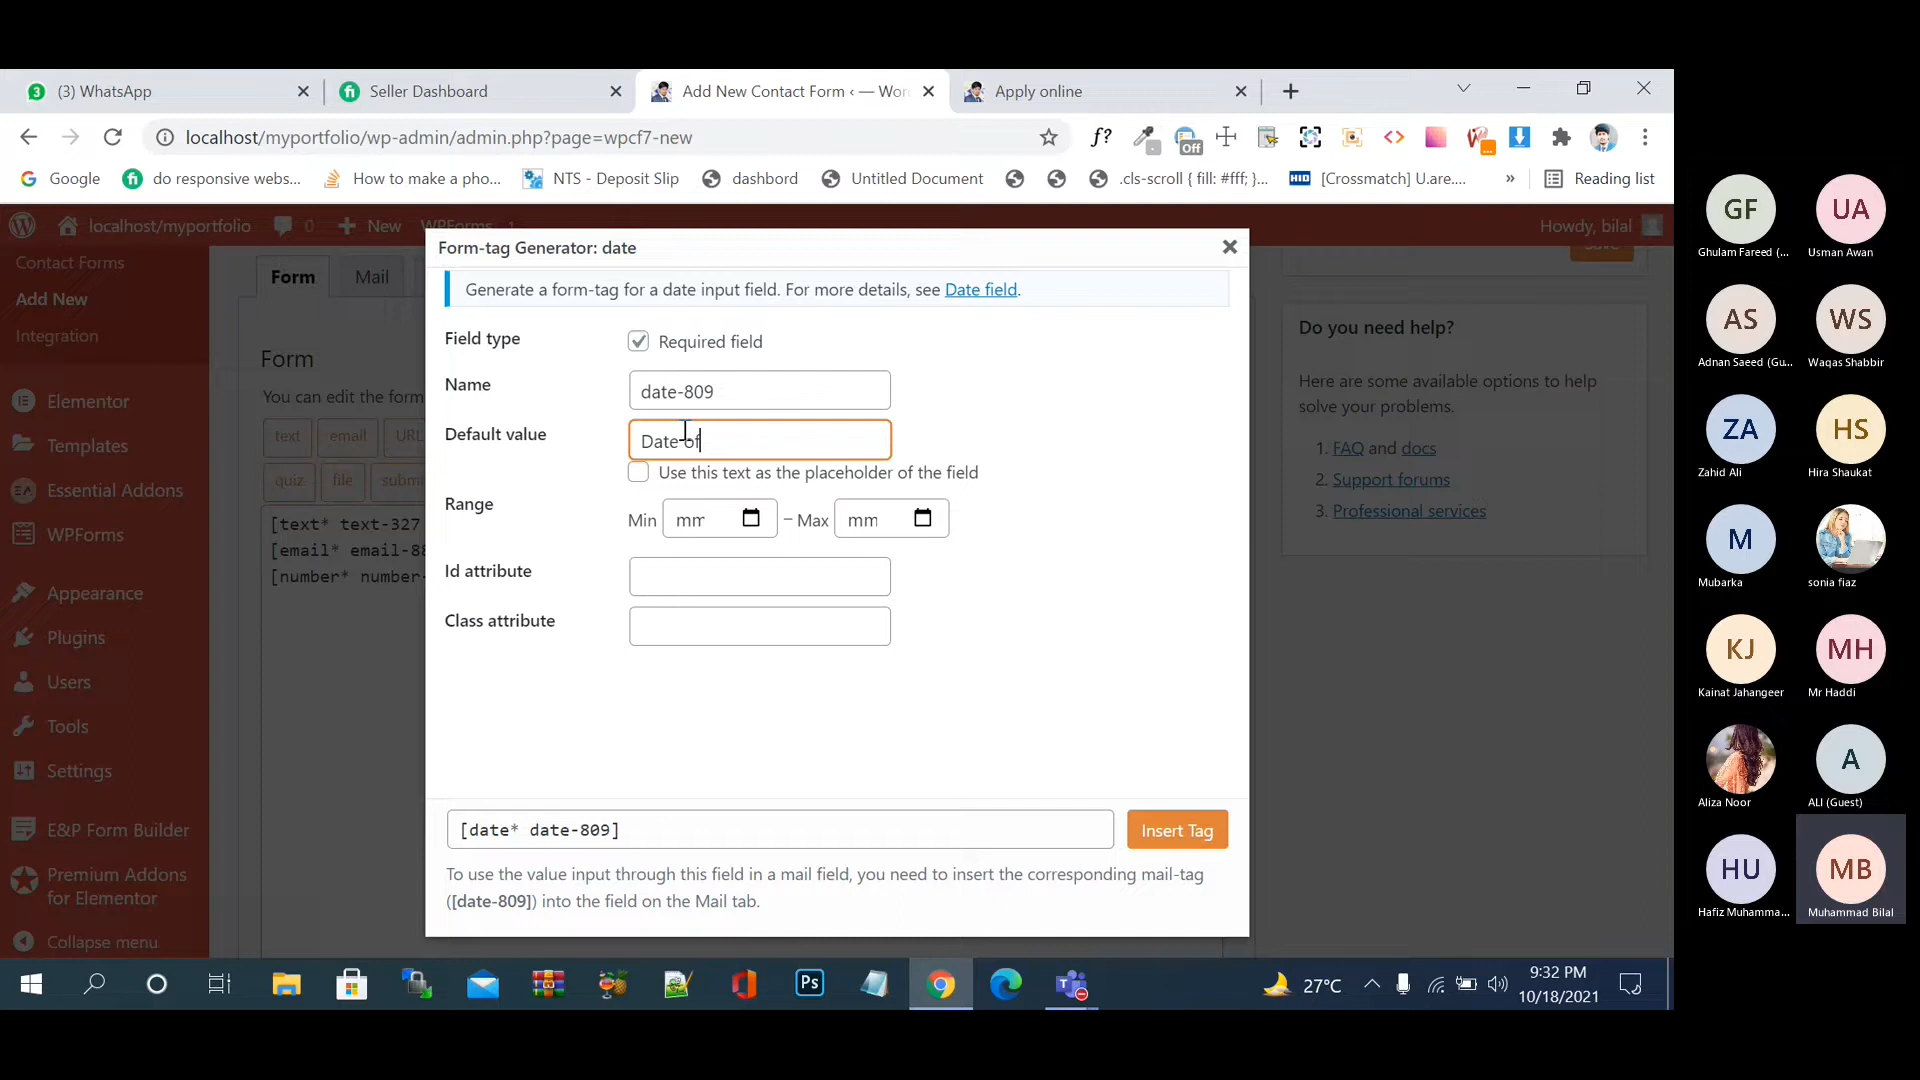 (3) WhatsApp
Seller Dashboard
Add New Contact Form ‹ — Wor
Apply online
localhost/myportfolio/wp-admin/admin.php?page=wpcf7-new
f?
Off
Google
do responsive webs...
How to make a pho...
NTS - Deposit Slip
dashbord
Untitled Document
.cls-scroll { fill: #fff; }...
HID
[Crossmatch] U.are....
»
Reading list
localhost/myportfolio
0
New
WPForms
Howdy, bilal
Contact Forms
Add New
Integration
Elementor
Templates
Essential Addons
WPForms
Appearance
Plugins
Users
Tools
Settings
E&P Form Builder
Premium Addons
for Elementor
Collapse menu
Form
Mail
Form
You can edit the form
text
email
URL
quiz
file
subm
[text* text-327
[email* email-88
[number* number-
Form-tag Generator: date
Generate a form-tag for a date input field. For more details, see Date field.
Field type
Required field
Name
date-809
Default value
Date of
Use this text as the placeholder of the field
Range
Min
mm
– Max
mm
Id attribute
Class attribute
[date* date-809]
Insert Tag
To use the value input through this field in a mail field, you need to insert the corresponding mail-tag
([date-809]) into the field on the Mail tab.
Do you need help?
Here are some available options to help
solve your problems.
1. FAQ and docs
2. Support forums
3. Professional services
GF
Ghulam Fareed (...
UA
Usman Awan
AS
Adnan Saeed (Gu...
WS
Waqas Shabbir
ZA
Zahid Ali
HS
Hira Shaukat
M
Mubarka
sonia fiaz
KJ
Kainat Jahangeer
MH
Mr Haddi
Aliza Noor
A
ALI (Guest)
HU
Hafiz Muhamma...
MB
Muhammad Bilal
Ps
27°C
9:32 PM
10/18/2021